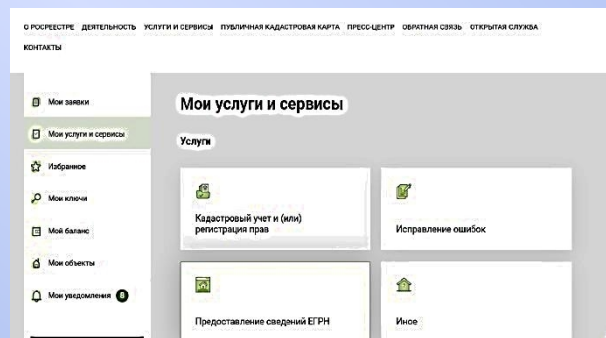 О РОСРЕЕСТРЕ ДЕЯТЕЛЬНОСТЬ УСЛУГИ И СЕРВИСЫ ПУБЛИЧНАЯ КАДАСТРОВАЯ КАРТА ПРЕСС-ЦЕНТР ОБРАТНАЯ СВЯЗЬ ОТКРЫТАЯ СЛУЖБА
КОНТАКТЫ
Мои заявки
Мои услуги и сервисы
Избранное
Мои ключи
Мой баланс
Мои объекты
Мои уведомления 8
Мои услуги и сервисы
Услуги
Кадастровый учет и (или)
регистрация прав
Исправление ошибок
Предоставление сведений ЕГРН
Иное